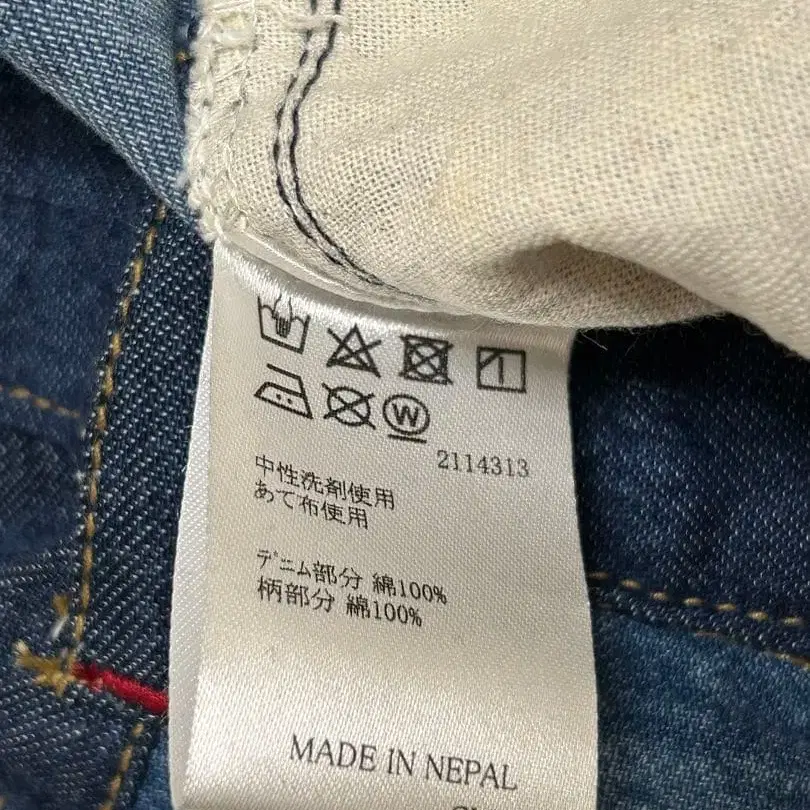 W
2114313
中性洗剤使用
あて布使用
デニム部分 綿100%
柄部分 綿100%
MADE IN NEPAL